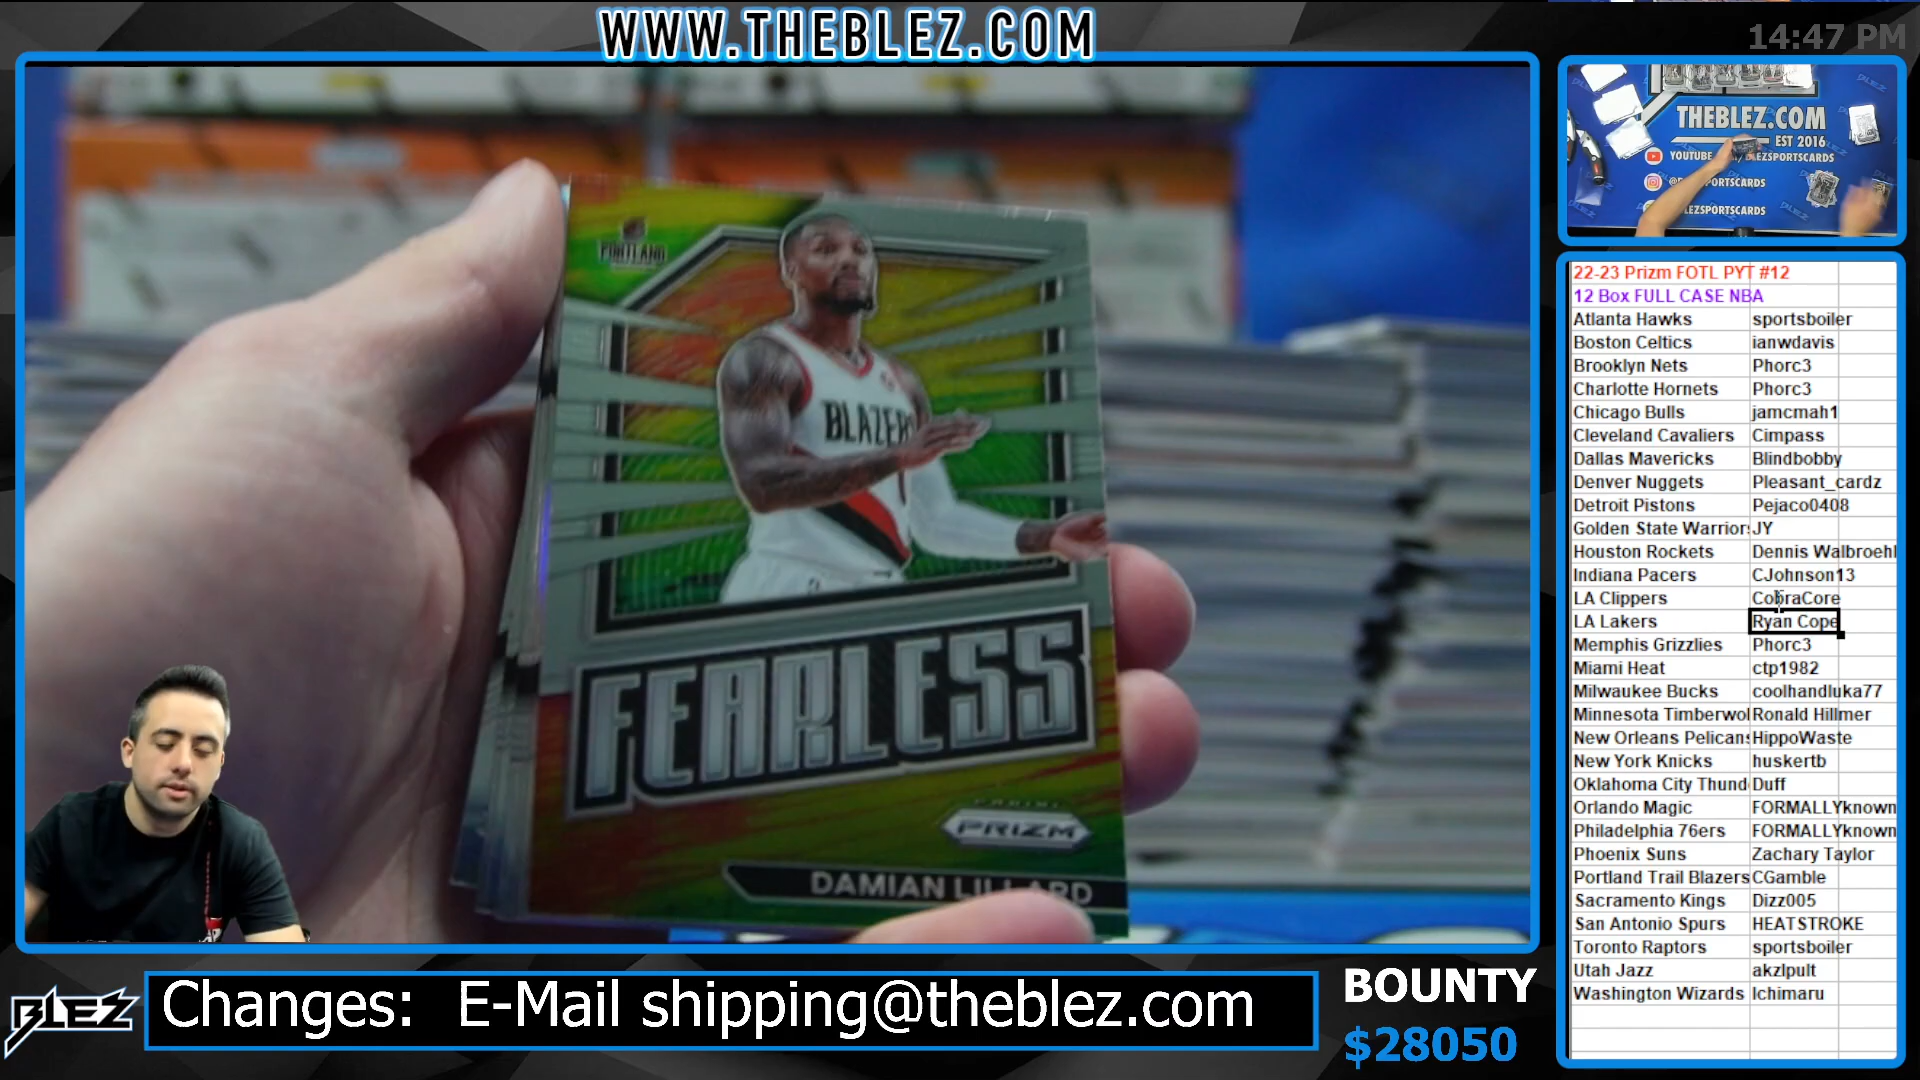 WWW.THEBLEZ.COM
14:47 PM
THEBLEZ.COM
EST 2016
PORTLAND
BLAZERS
FEARLESS
PANINI
PRIZM
DAMIAN LILLARD
22-23 Prizm FOTL PYT #12
12 Box FULL CASE NBA
Atlanta Hawks sportsboiler
Boston Celtics ianwdavis
Brooklyn Nets Phorc3
Charlotte Hornets Phorc3
Chicago Bulls jamcmah1
Cleveland Cavaliers Cimpass
Dallas Mavericks Blindbobby
Denver Nuggets Pleasant_cardz
Detroit Pistons Pejaco0408
Golden State Warriors JY
Houston Rockets Dennis Walbroehl
Indiana Pacers CJohnson13
LA Clippers CobraCore
LA Lakers Ryan Cope
Memphis Grizzlies Phorc3
Miami Heat ctp1982
Milwaukee Bucks coolhandluka77
Minnesota Timberwol Ronald Hillmer
New Orleans Pelicans HippoWaste
New York Knicks huskertb
Oklahoma City Thund Duff
Orlando Magic FORMALLYknown
Philadelphia 76ers FORMALLYknown
Phoenix Suns Zachary Taylor
Portland Trail Blazers CGamble
Sacramento Kings Dizz005
San Antonio Spurs HEATSTROKE
Toronto Raptors sportsboiler
Utah Jazz akzlpult
Washington Wizards Ichimaru
BLEZ
Changes: E-Mail shipping@theblez.com
BOUNTY
$28050